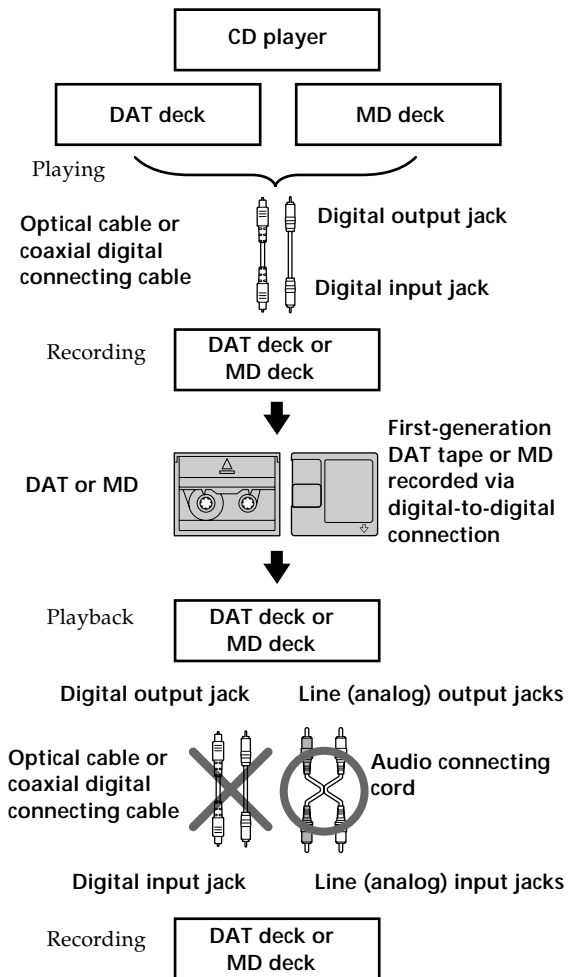 CD player
DAT deck
MD deck
Playing
Optical cable or
coaxial digital
connecting cable
Digital output jack
Digital input jack
Recording
DAT deck or
MD deck
DAT or MD
First-generation
DAT tape or MD
recorded via
digital-to-digital
connection
Playback
DAT deck or
MD deck
Digital output jack
Line (analog) output jacks
Optical cable or
coaxial digital
connecting cable
Audio connecting
cord
Digital input jack
Line (analog) input jacks
Recording
DAT deck or
MD deck